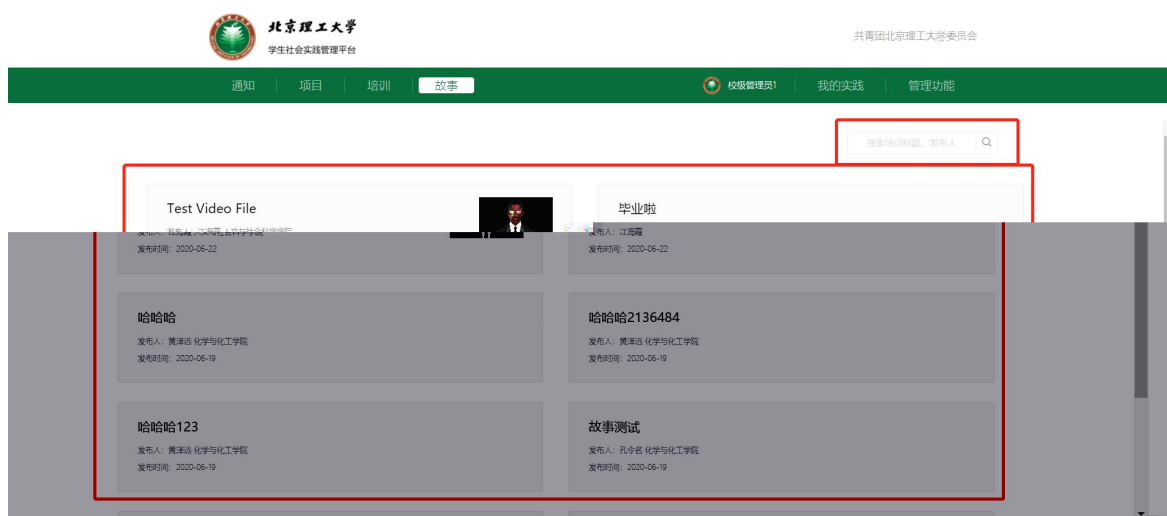 北京理工大学
学生社会实践管理平台
共青团北京理工大学委员会
通知 项目 培训 故事 校级管理员1 我的实践 管理功能
搜索培训标题、发布人
Test Video File 毕业啦
发布人: 江海霞 发布人: 江海霞
发布时间: 2020-06-22 发布时间: 2020-06-22
哈哈哈 哈哈哈2136484
发布人: 黄泽远 化学与化工学院 发布人: 黄泽远 化学与化工学院
发布时间: 2020-06-19 发布时间: 2020-06-19
哈哈哈123 故事测试
发布人: 黄泽远 化学与化工学院 发布人: 孔令名 化学与化工学院
发布时间: 2020-06-19 发布时间: 2020-06-19